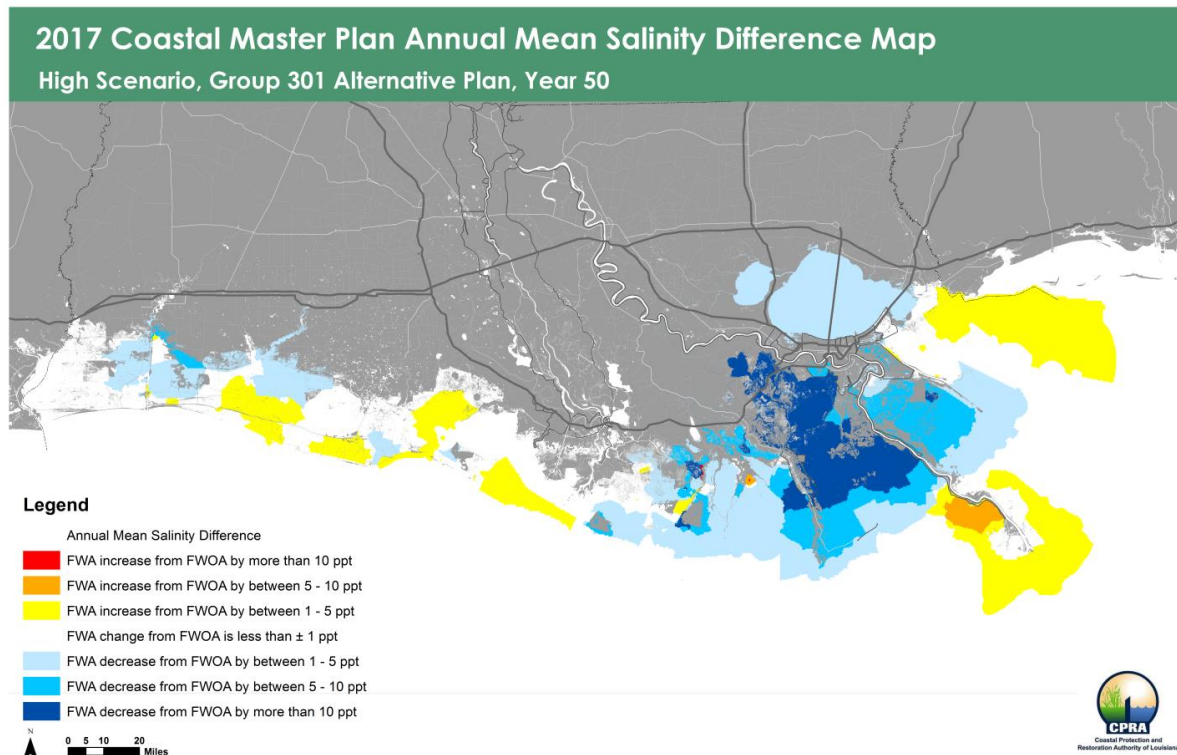 2017 Coastal Master Plan Annual Mean Salinity Difference Map
High Scenario, Group 301 Alternative Plan, Year 50
Legend
Annual Mean Salinity Difference
FWA increase from FWOA by more than 10 ppt
FWA increase from FWOA by between 5 - 10 ppt
FWA increase from FWOA by between 1 - 5 ppt
FWA change from FWOA is less than ± 1 ppt
FWA decrease from FWOA by between 1 - 5 ppt
FWA decrease from FWOA by between 5 - 10 ppt
FWA decrease from FWOA by more than 10 ppt
N
0 5 10 20
Miles
CPRA
Coastal Protection and
Restoration Authority of Louisiana